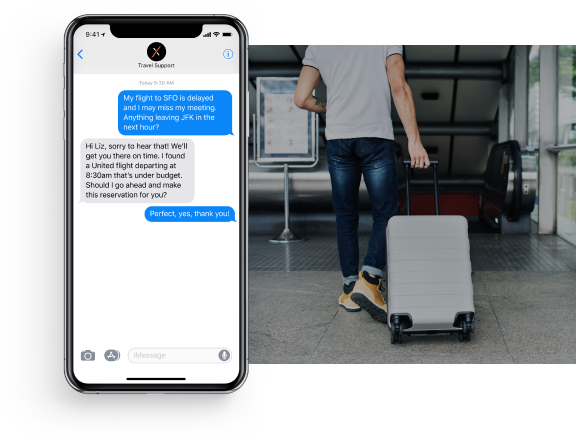 9:41
Travel Support
Today 9:30 AM
My flight to SFO is delayed
and I may miss my meeting.
Anything leaving JFK in the
next hour?
Hi Liz, sorry to hear that! We'll
get you there on time. I found
a United flight departing at
8:30am that's under budget.
Should I go ahead and make
this reservation for you?
Perfect, yes, thank you!
iMessage